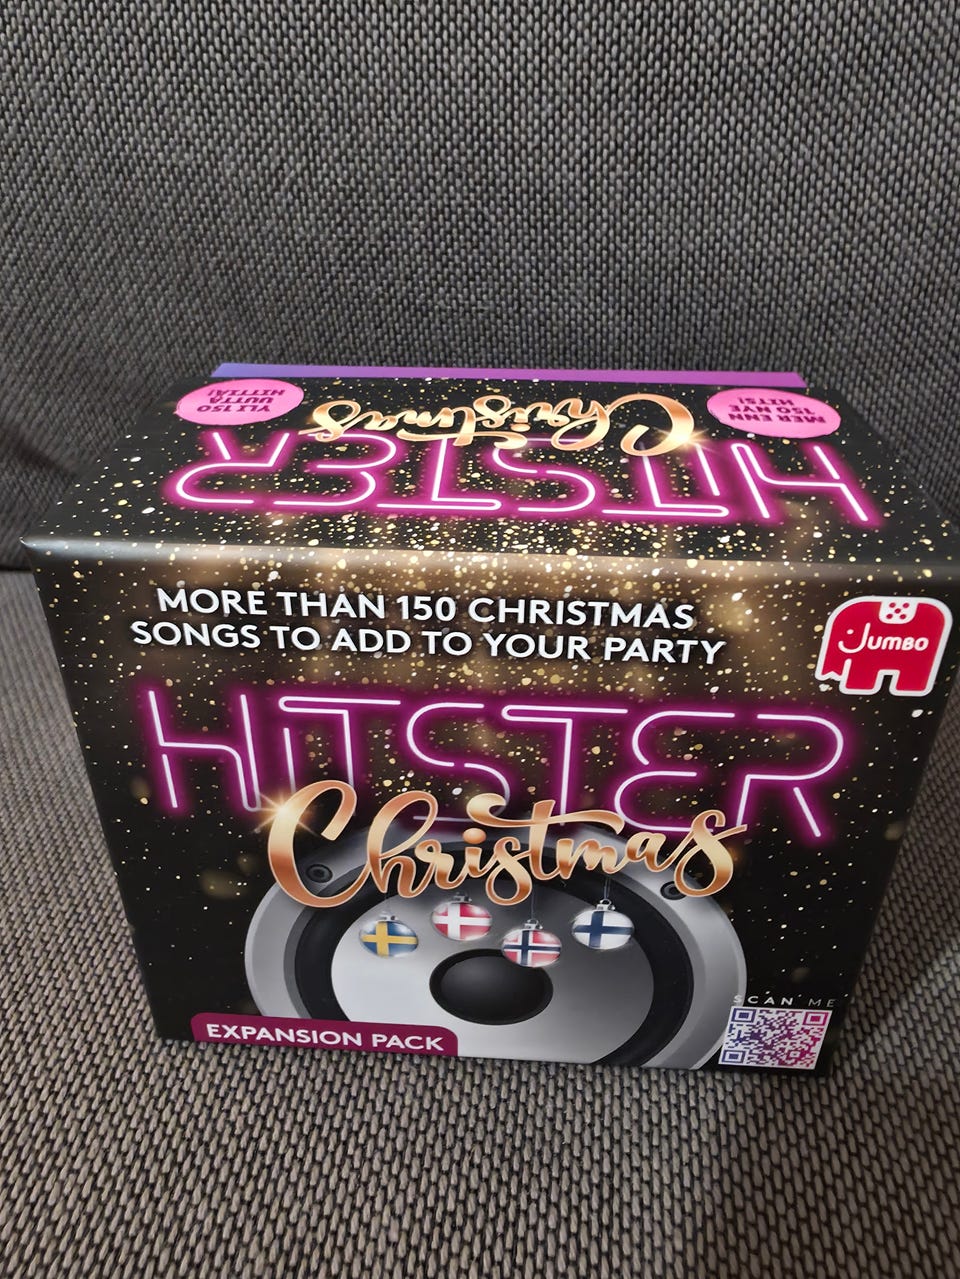 YLI 150
UUTTA
HITTIÄ!
MER ENN
150 NYE
HITS!
Christmas
HITSTER
MORE THAN 150 CHRISTMAS
SONGS TO ADD TO YOUR PARTY
JUMBO
HITSTER
Christmas
SCAN ME
EXPANSION PACK